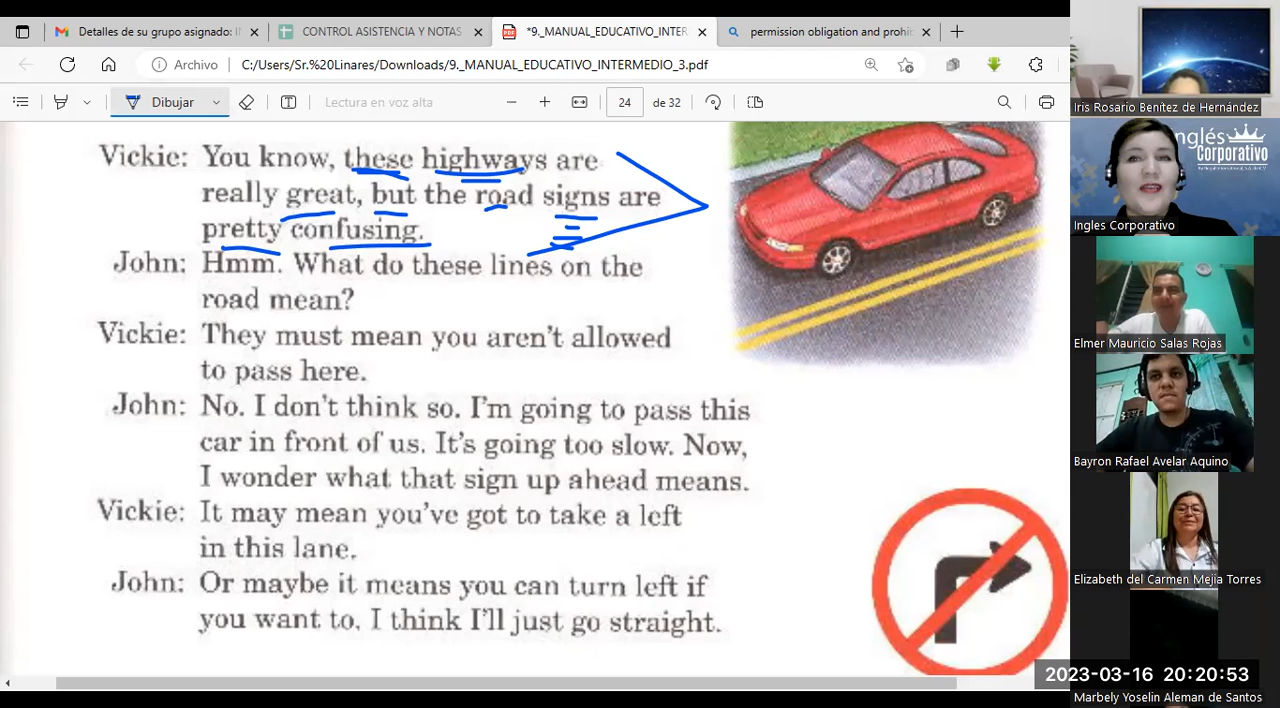 Detalles de su grupo asignado: I
CONTROL ASISTENCIA Y NOTAS
*9._MANUAL_EDUCATIVO_INTER
permission obligation and prohi
Archivo
C:/Users/Sr.%20Linares/Downloads/9._MANUAL_EDUCATIVO_INTERMEDIO_3.pdf
Dibujar
Lectura en voz alta
24
de 32
Vickie: You know, these highways are
really great, but the road signs are
pretty confusing.
John: Hmm. What do these lines on the
road mean?
Vickie: They must mean you aren't allowed
to pass here.
John: No. I don't think so. I'm going to pass this
car in front of us. It's going too slow. Now,
I wonder what that sign up ahead means.
Vickie: It may mean you've got to take a left
in this lane.
John: Or maybe it means you can turn left if
you want to. I think I'll just go straight.
Iris Rosario Benitez de Hernández
Inglés
Corporativo
Ingles Corporativo
Elmer Mauricio Salas Rojas
Bayron Rafael Avelar Aquino
Elizabeth del Carmen Mejia Torres
2023-03-16 20:20:53
Marbely Yoselin Aleman de Santos